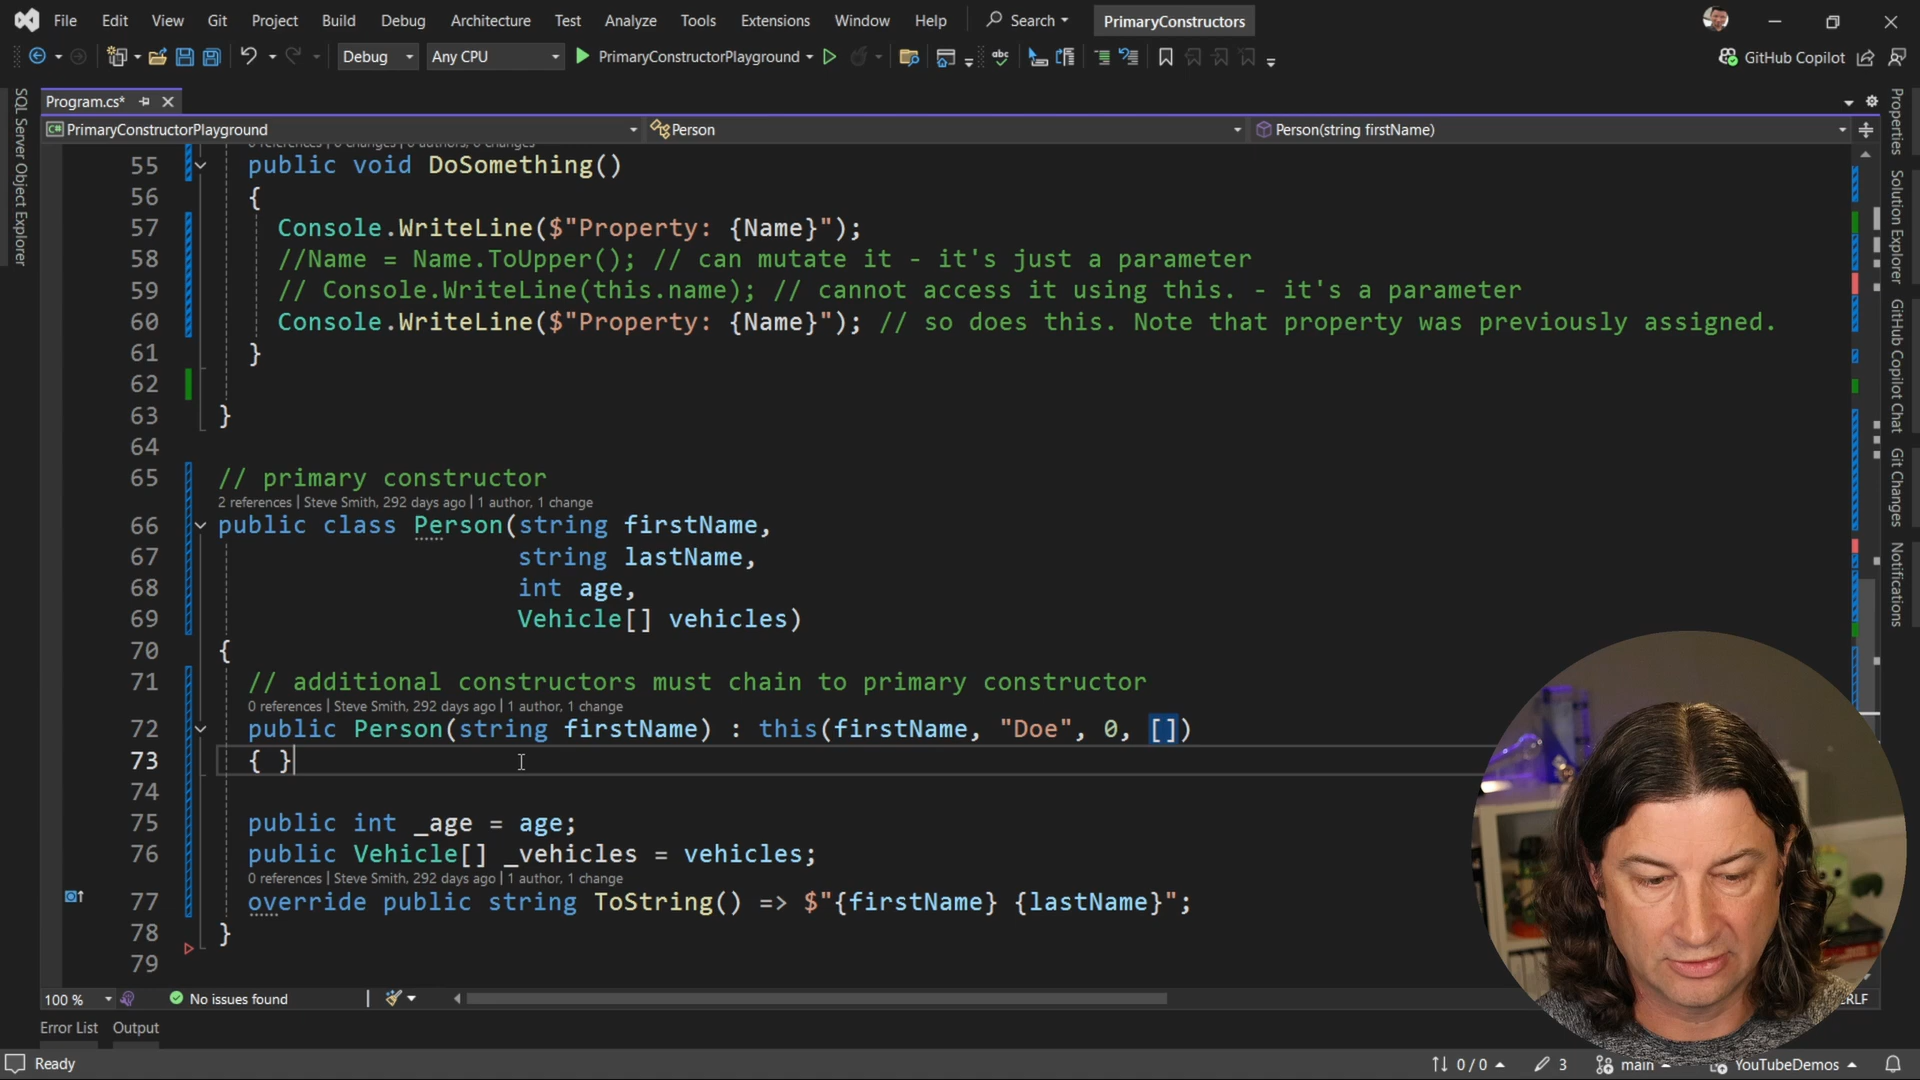 File Edit View Git Project Build Debug Architecture Test Analyze Tools Extensions Window Help Search PrimaryConstructors
Debug Any CPU PrimaryConstructorPlayground GitHub Copilot
Program.cs*
PrimaryConstructorPlayground Person Person(string firstName)
SQL Server Object Explorer
Properties
Solution Explorer
GitHub Copilot Chat
Git Changes
Notifications
0 references | 0 changes | 0 authors, 0 changes
55 public void DoSomething()
56 {
57 Console.WriteLine($"Property: {Name}");
58 //Name = Name.ToUpper(); // can mutate it - it's just a parameter
59 // Console.WriteLine(this.name); // cannot access it using this. - it's a parameter
60 Console.WriteLine($"Property: {Name}"); // so does this. Note that property was previously assigned.
61 }
62
63 }
64
65 // primary constructor
2 references | Steve Smith, 292 days ago | 1 author, 1 change
66 public class Person(string firstName,
67 string lastName,
68 int age,
69 Vehicle[] vehicles)
70 {
71 // additional constructors must chain to primary constructor
0 references | Steve Smith, 292 days ago | 1 author, 1 change
72 public Person(string firstName) : this(firstName, "Doe", 0, [])
73 { }
74
75 public int _age = age;
76 public Vehicle[] _vehicles = vehicles;
0 references | Steve Smith, 292 days ago | 1 author, 1 change
77 override public string ToString() => $"{firstName} {lastName}";
78 }
79
100 % No issues found CRLF
Error List Output
Ready 0 / 0 3 main YouTubeDemos